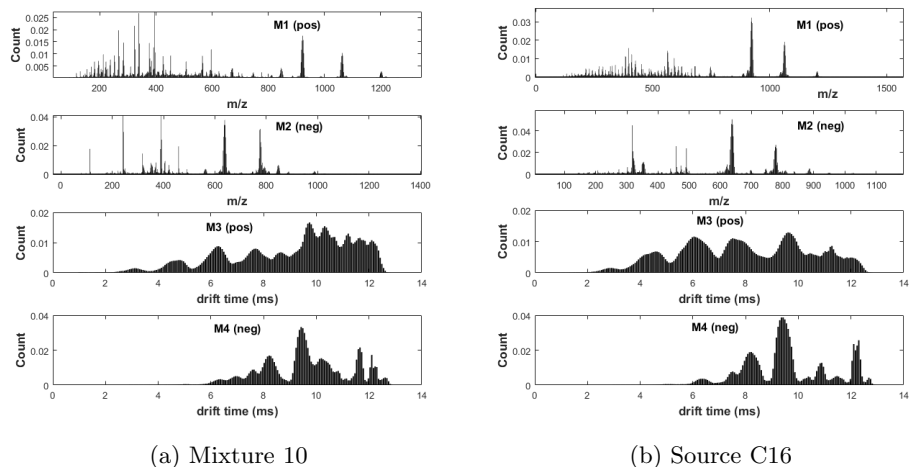 M1 (pos)
Count
0.025
0.02
0.015
0.01
0.005
200 400 600 800 1000 1200
m/z
M2 (neg)
Count
0.04
0.02
0
0 200 400 600 800 1000 1200 1400
m/z
M3 (pos)
Count
0.02
0.01
0
0 2 4 6 8 10 12 14
drift time (ms)
M4 (neg)
Count
0.04
0.02
0
0 2 4 6 8 10 12 14
drift time (ms)
(a) Mixture 10
M1 (pos)
Count
0.03
0.02
0.01
0
0 500 1000 1500
m/z
M2 (neg)
Count
0.04
0.02
0
100 200 300 400 500 600 700 800 900 1000 1100
m/z
M3 (pos)
Count
0.02
0.01
0
0 2 4 6 8 10 12 14
drift time (ms)
M4 (neg)
Count
0.04
0.02
0
0 2 4 6 8 10 12 14
drift time (ms)
(b) Source C16